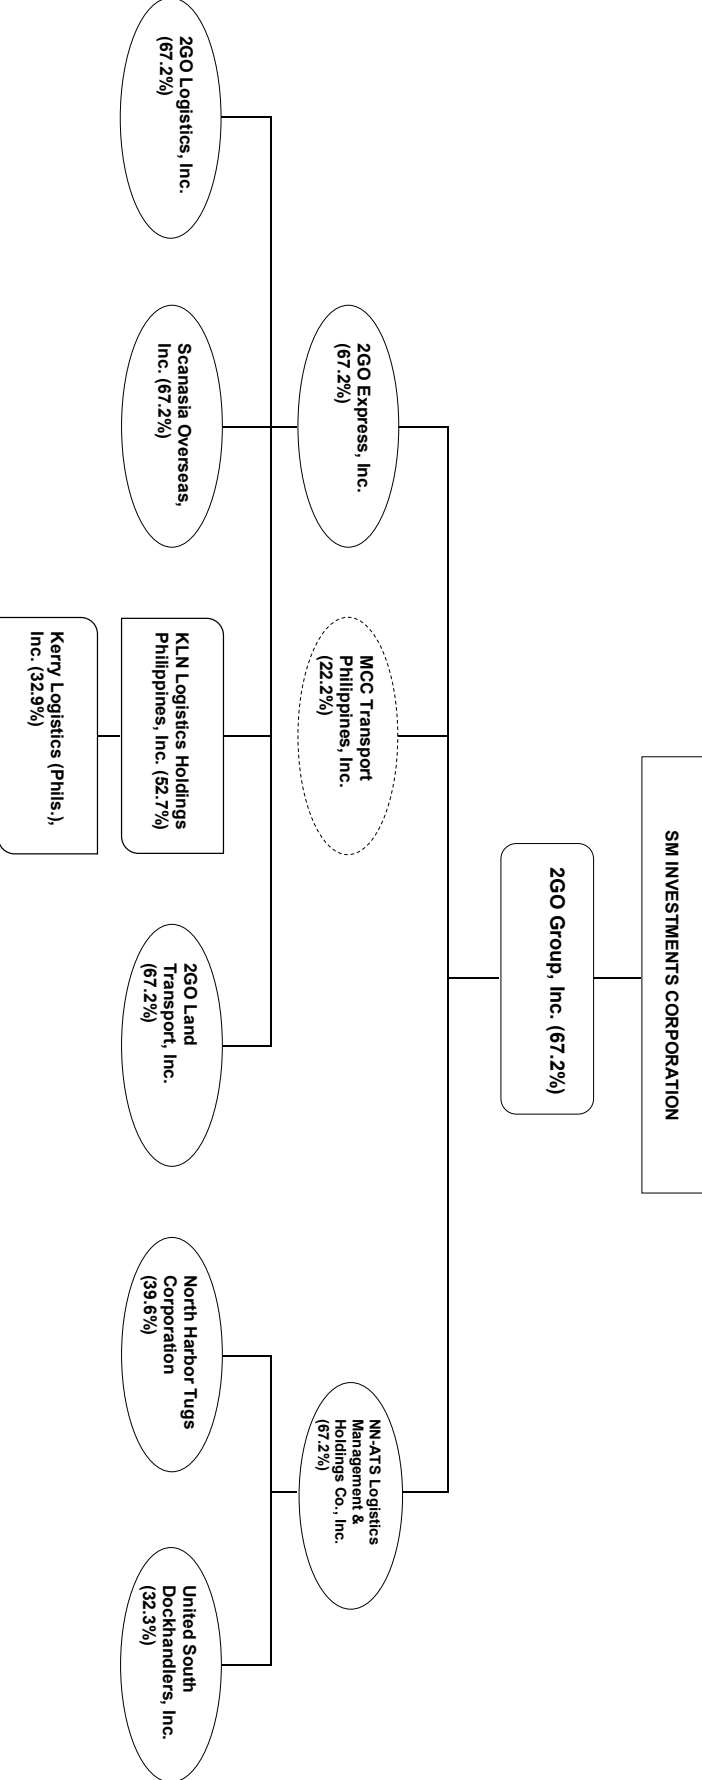 SM INVESTMENTS CORPORATION
2GO Group, Inc. (67.2%)
2GO Express, Inc.
(67.2%)
MCC Transport
Philippines, Inc.
(22.2%)
NN-ATS Logistics
Management &
Holdings Co., Inc.
(67.2%)
2GO Logistics, Inc.
(67.2%)
Scanasia Overseas,
Inc. (67.2%)
KLN Logistics Holdings
Philippines, Inc. (52.7%)
2GO Land
Transport, Inc.
(67.2%)
North Harbor Tugs
Corporation
(39.6%)
United South
Dockhandlers, Inc.
(32.3%)
Kerry Logistics (Phils.),
Inc. (32.9%)